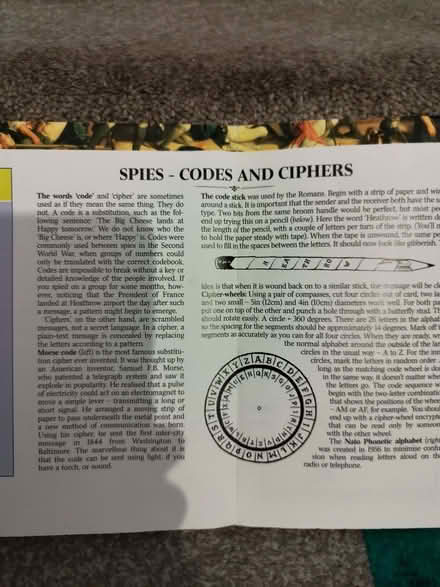 SPIES - CODES AND CIPHERS
The words 'code' and 'cipher' are sometimes
used as if they mean the same thing. They do
not. A code is a substitution, such as the fol-
lowing sentence: 'The Big Cheese lands at
Happy tomorrow.' We do not know who the
'Big Cheese' is, or where 'Happy' is. Codes were
commonly used between spies in the Second
World War, when groups of numbers could
only be translated with the correct codebook.
Codes are impossible to break without a key or
detailed knowledge of the people involved. If
you spied on a group for some months, how-
ever, noticing that the President of France
landed at Heathrow airport the day after such
a message, a pattern might begin to emerge.
'Ciphers', on the other hand, are scrambled
messages, not a secret language. In a cipher, a
plain-text message is concealed by replacing
the letters according to a pattern.
Morse code (left) is the most famous substitu-
tion cipher ever invented. It was thought up by
an American inventor, Samuel F.B. Morse,
who patented a telegraph system and saw it
explode in popularity. He realised that a pulse
of electricity could act on an electromagnet to
move a simple lever – transmitting a long or
short signal. He arranged a moving strip of
paper to pass underneath the metal point and
a new method of communication was born.
Using his cipher, he sent the first inter-city
message in 1844 from Washington to
Baltimore. The marvellous thing about it is
that the code can be sent using light, if you
have a torch, or sound.
The code stick was used by the Romans. Begin with a strip of paper and
around a stick. It is important that the sender and the receiver both have the
type. Two bits from the same broom handle would be perfect, but most
end up trying this on a pencil (below). Here the word 'Heathrow' is written
the length of the pencil, with a couple of letters per turn of the strip. (You'll
to hold the paper steady with tape). When the tape is unwound, the
used to fill in the spaces between the letters. It should now look like gibberish.
idea is that when it is wound back on to a similar stick, the message will be
Cipher-wheels: Using a pair of compasses, cut four circles out of card, two
and two small – 5in (12cm) and 4in (10cm) diameters work well. For both
put one on top of the other and punch a hole through with a butterfly stud.
should rotate easily. A circle = 360 degrees. There are 26 letters in the
so the spacing for the segments should be approximately 14 degrees. Mark off
segments as accurately as you can for all four circles. When they are ready,
the normal alphabet around the outside of the
circles in the usual way – A to Z. For the
circles, mark the letters in random order
long as the matching code wheel is
in the same way, it doesn't matter
the letters go. The code sequence
begin with the two-letter combination
that shows the positions of the
– AM or AF, for example. You
end up with a cipher-wheel
that can be read only by someone
with the other wheel.
The Nato Phonetic alphabet
was created in 1956 to minimise
sion when reading letters aloud on
radio or telephone.